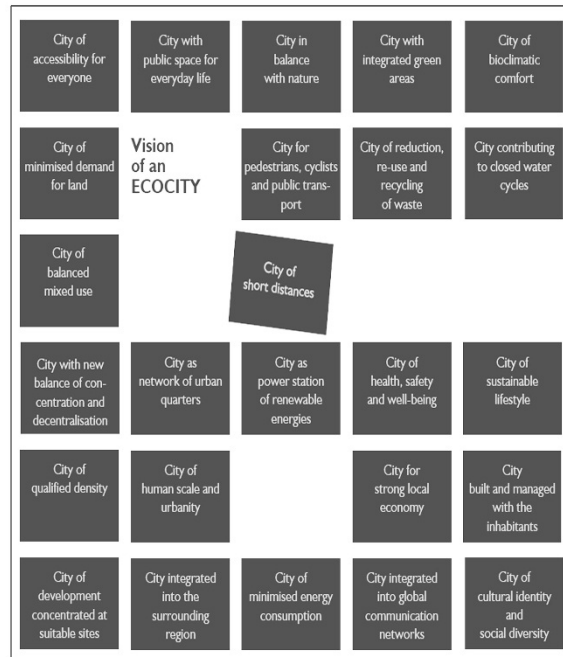 City of
accessibility for
everyone
City with
public space for
everyday life
City in
balance
with nature
City with
integrated green
areas
City of
bioclimatic
comfort
City of
minimised demand
for land
Vision
of an
ECOCITY
City for
pedestrians, cyclists
and public trans-
port
City of reduction,
re-use and
recycling
of waste
City contributing
to closed water
cycles
City of
balanced
mixed use
City of
short distances
City with new
balance of con-
centration and
decentralisation
City as
network of urban
quarters
City as
power station
of renewable
energies
City of
health, safety
and well-being
City of
sustainable
lifestyle
City of
qualified density
City of
human scale and
urbanity
City for
strong local
economy
City
built and managed
with the
inhabitants
City of
development
concentrated at
suitable sites
City integrated
into the
surrounding
region
City of
minimised energy
consumption
City integrated
into global
communication
networks
City of
cultural identity
and
social diversity